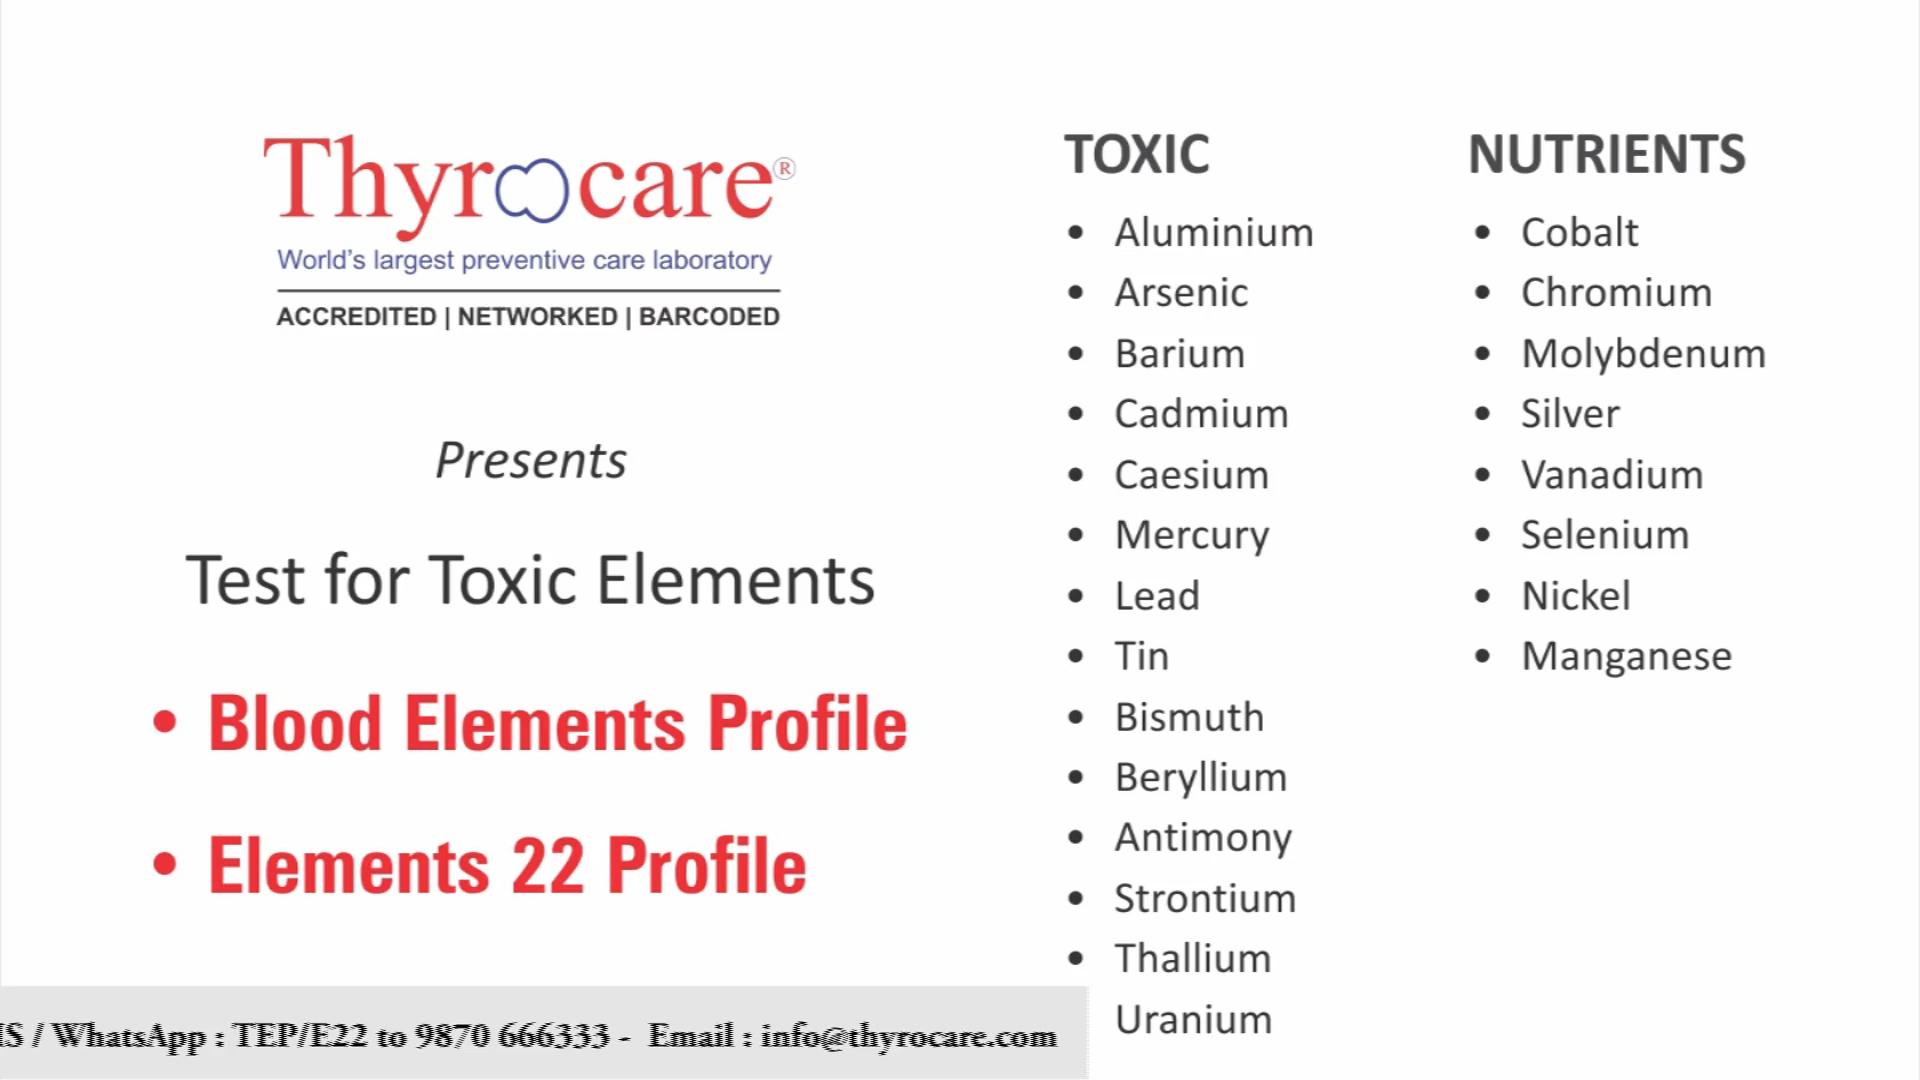 Thyrocare®
World's largest preventive care laboratory
ACCREDITED | NETWORKED | BARCODED
Presents
Test for Toxic Elements
• Blood Elements Profile
• Elements 22 Profile
TOXIC
• Aluminium
• Arsenic
• Barium
• Cadmium
• Caesium
• Mercury
• Lead
• Tin
• Bismuth
• Beryllium
• Antimony
• Strontium
• Thallium
Uranium
NUTRIENTS
• Cobalt
• Chromium
• Molybdenum
• Silver
• Vanadium
• Selenium
• Nickel
• Manganese
/ WhatsApp : TEP/E22 to 9870 666333 - Email : info@thyrocare.com